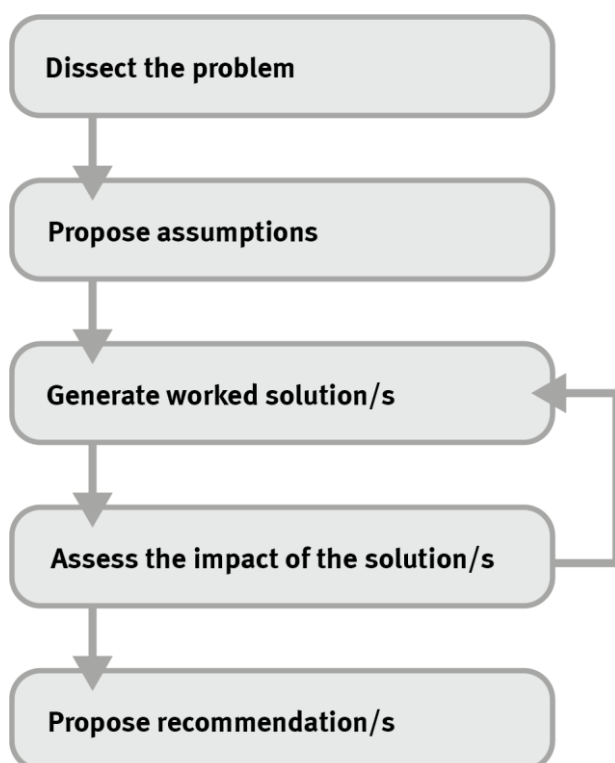 Dissect the problem
Propose assumptions
Generate worked solution/s
Assess the impact of the solution/s
Propose recommendation/s